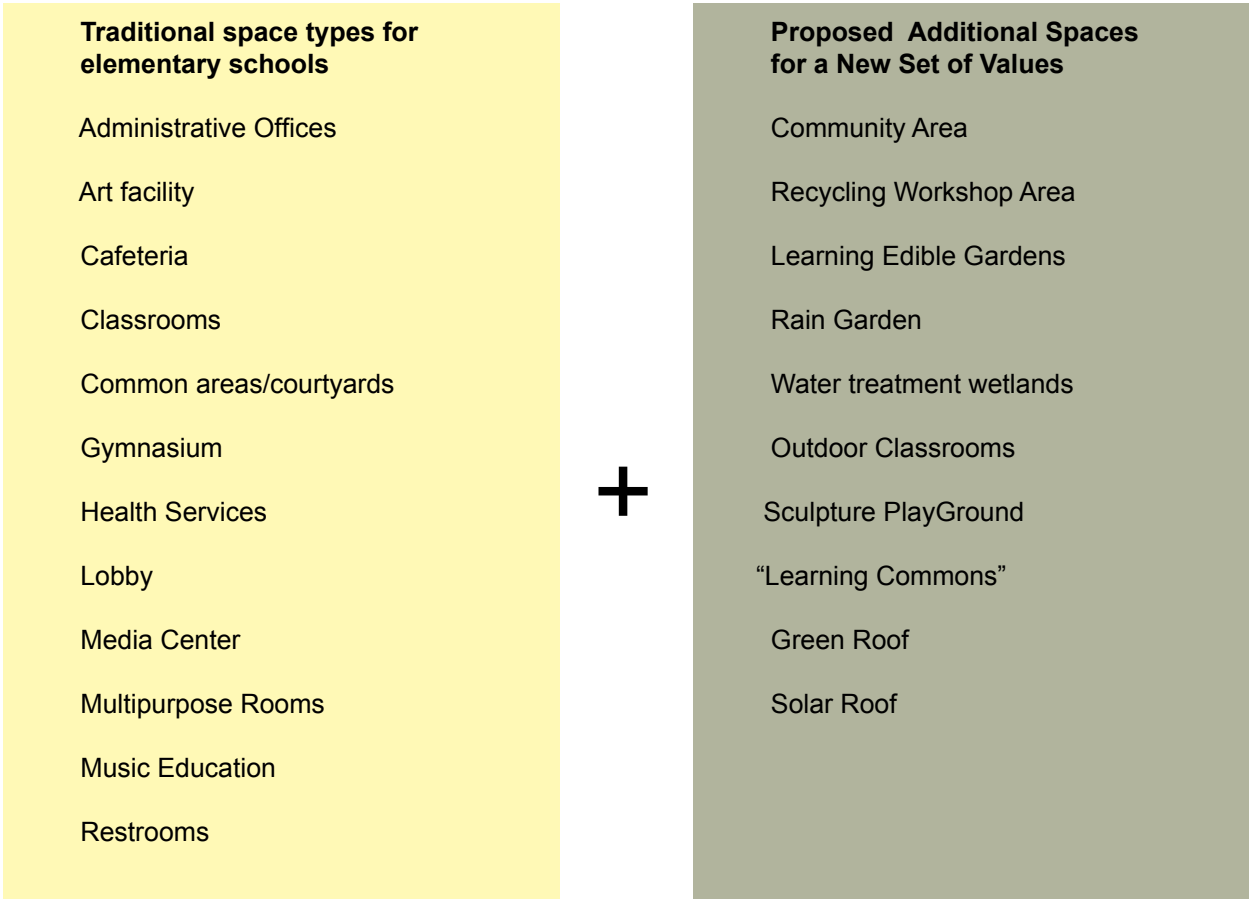 Traditional space types for
elementary schools
Administrative Offices
Art facility
Cafeteria
Classrooms
Common areas/courtyards
Gymnasium
Health Services
Lobby
Media Center
Multipurpose Rooms
Music Education
Restrooms
+
Proposed  Additional Spaces
for a New Set of Values
Community Area
Recycling Workshop Area
Learning Edible Gardens
Rain Garden
Water treatment wetlands
Outdoor Classrooms
Sculpture PlayGround
“Learning Commons”
Green Roof
Solar Roof